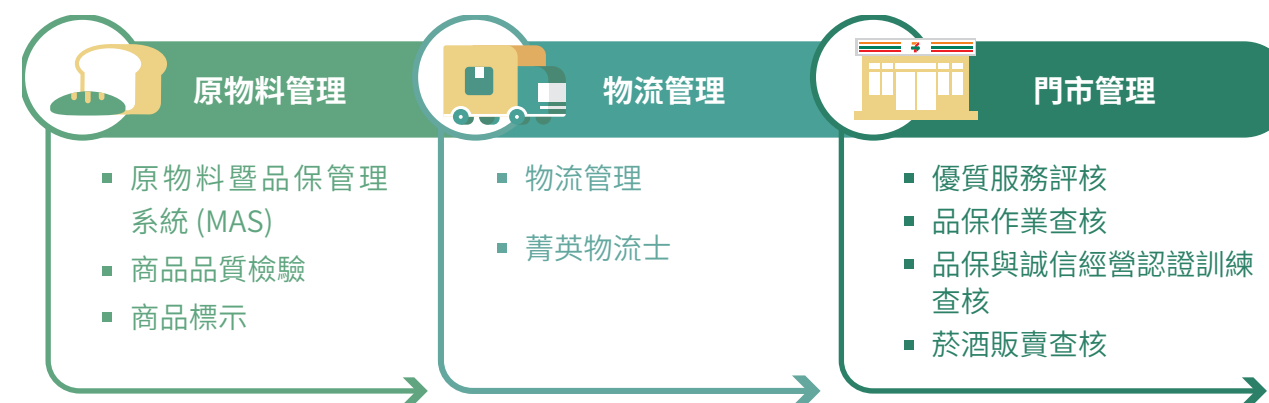 原物料管理
原物料暨品保管理
系統 (MAS)
商品品質檢驗
商品標示
物流管理
物流管理
菁英物流士
門市管理
優質服務評核
品保作業查核
品保與誠信經營認證訓練
查核
菸酒販賣查核